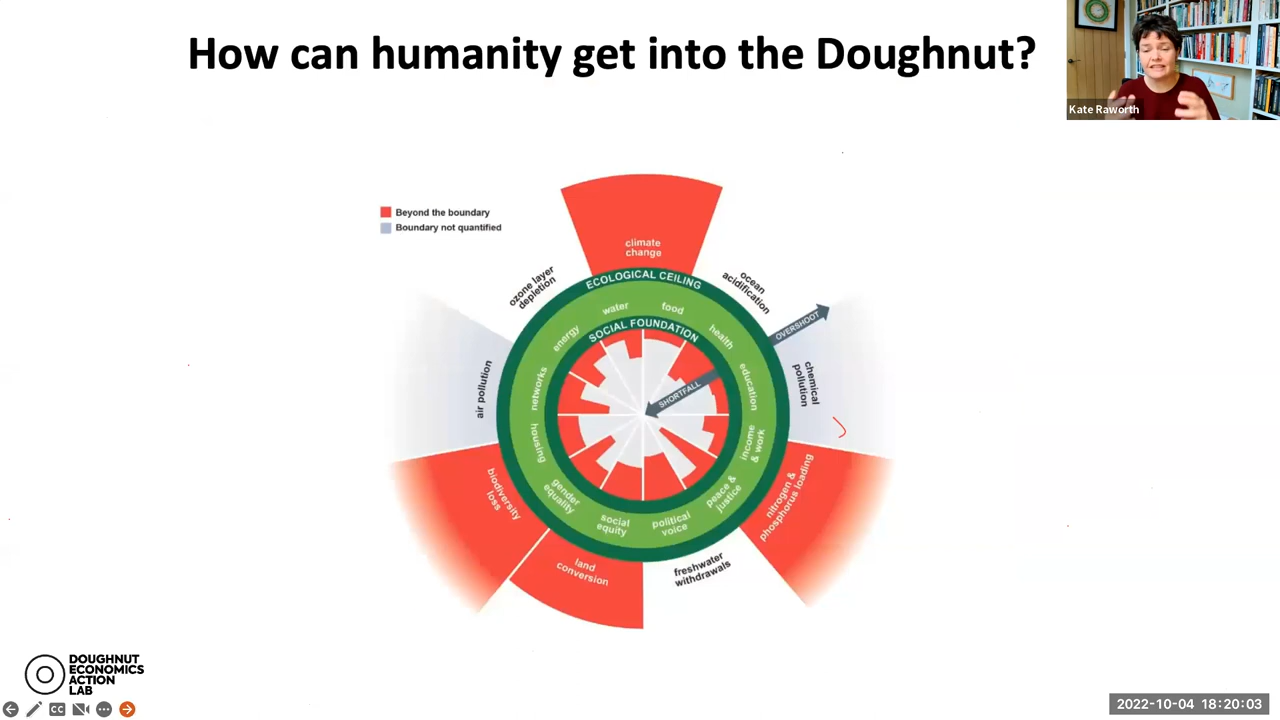 How can humanity get into the Doughnut?
Kate Raworth
Beyond the boundary
Boundary not quantified
climate
change
ozone layer
depletion
ocean
acidification
ECOLOGICAL CEILING
OVERSHOOT
water
food
energy
health
SOCIAL FOUNDATION
SHORTFALL
air pollution
networks
education
chemical
pollution
housing
income
& work
biodiversity
loss
gender
equality
social
equity
political
voice
peace &
justice
nitrogen &
phosphorus loading
land
conversion
freshwater
withdrawals
DOUGHNUT
ECONOMICS
ACTION
LAB
CC
2022-10-04 18:20:03